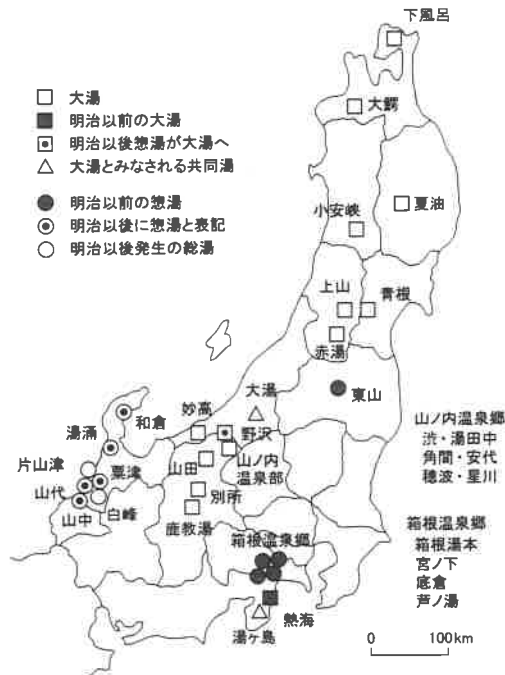 下風呂
大鰐
□ 大湯
■ 明治以前の大湯
明治以後惣湯が大湯へ
△ 大湯とみなされる共同湯
● 明治以前の惣湯
◉ 明治以後に惣湯と表記
○ 明治以後発生の総湯
夏油
小安峡
上山
青根
赤湯
東山
大湯
妙高
和倉
湯涌
野沢
片山津
粟津
山田
山ノ内
温泉部
山代
別所
山中
白峰
鹿教湯
箱根温泉郷
熱海
湯ヶ島
山ノ内温泉郷
渋・湯田中
角間・安代
穂波・星川
箱根温泉郷
箱根湯本
宮ノ下
底倉
芦ノ湯
0 100km